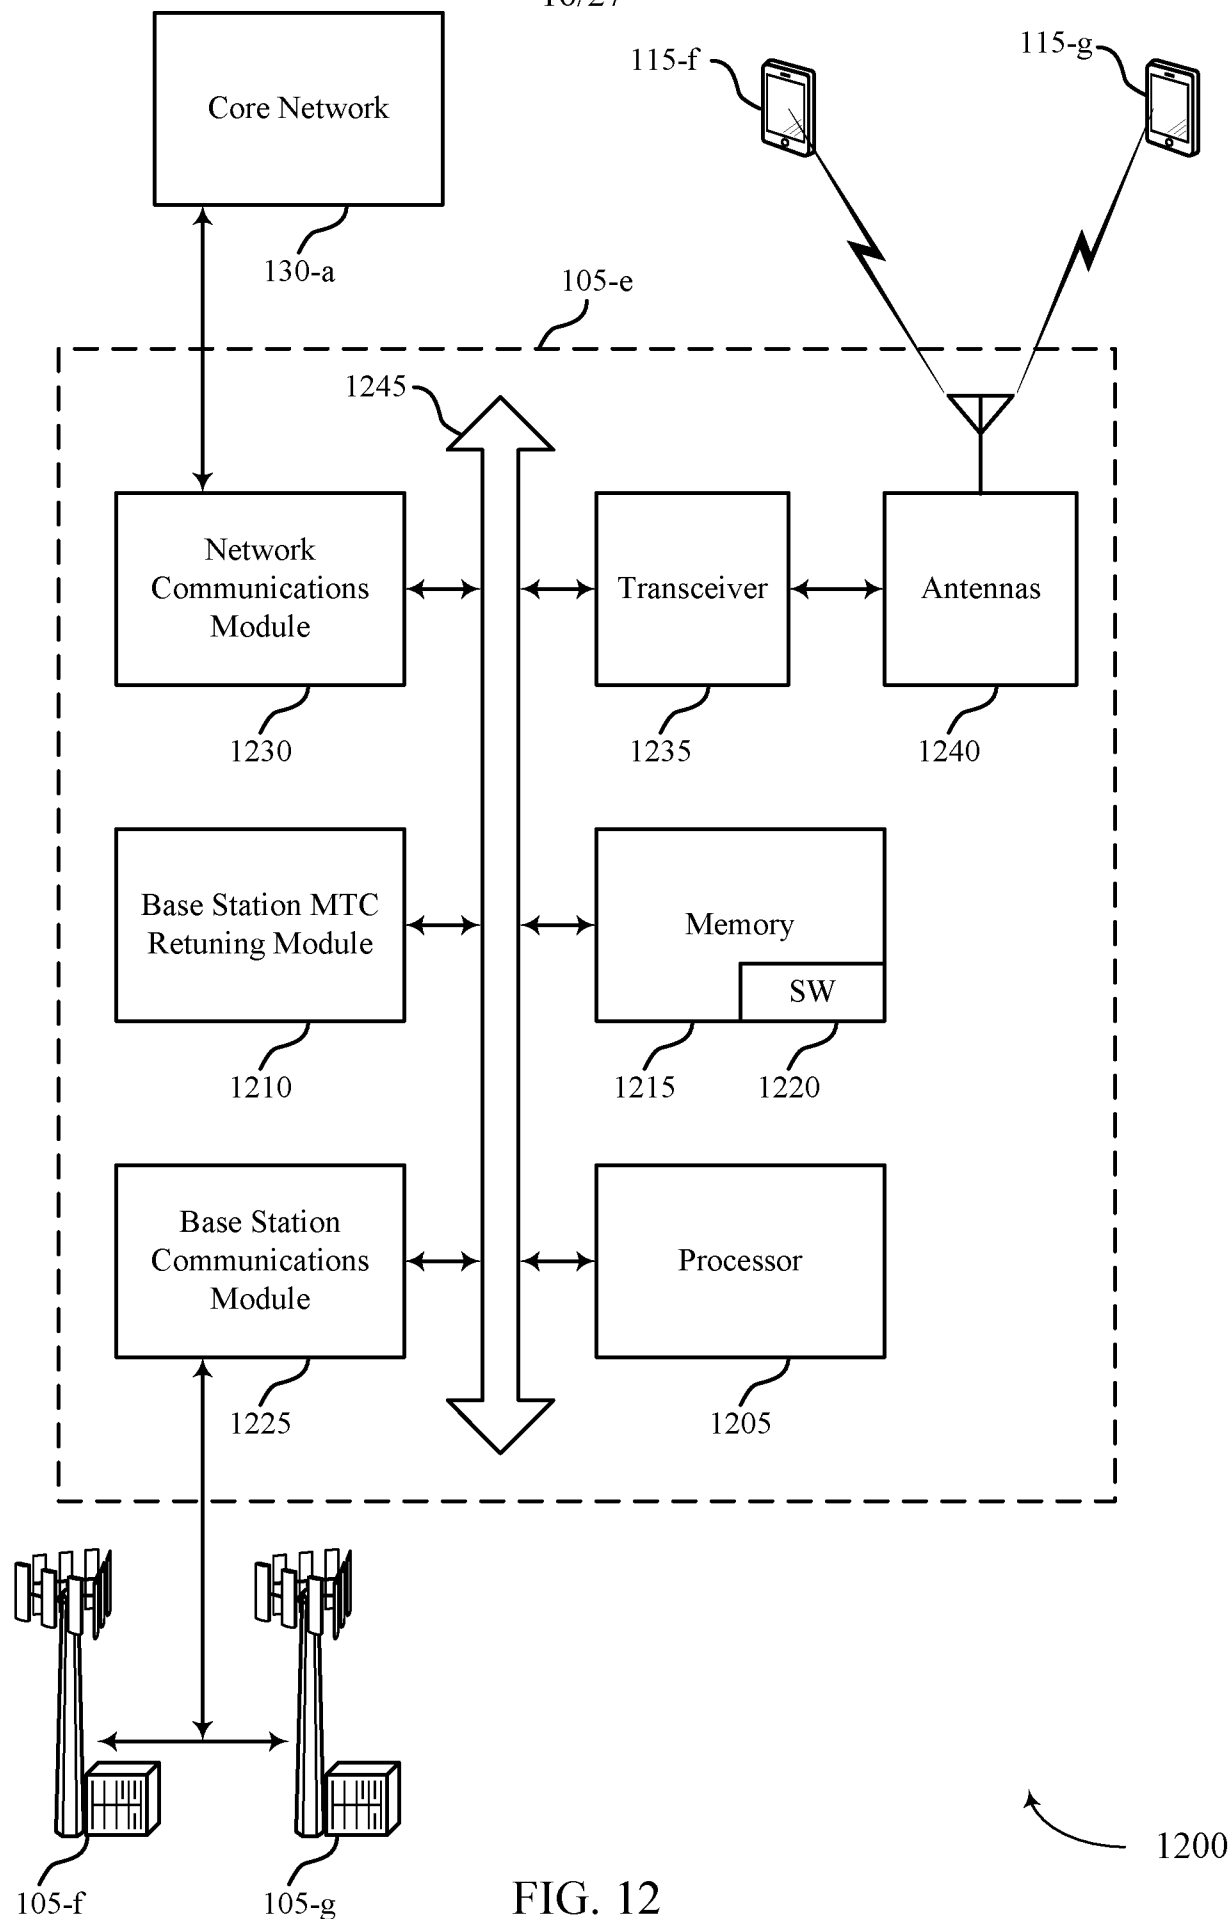 115-f
115-g
Core Network
130-a
105-e
1245
Network
Communications
Module
Transceiver
Antennas
1230
1235
1240
Base Station MTC
Retuning Module
Memory
SW
1210
1215
1220
Base Station
Communications
Module
Processor
1225
1205
1200
105-f
105-g
FIG. 12